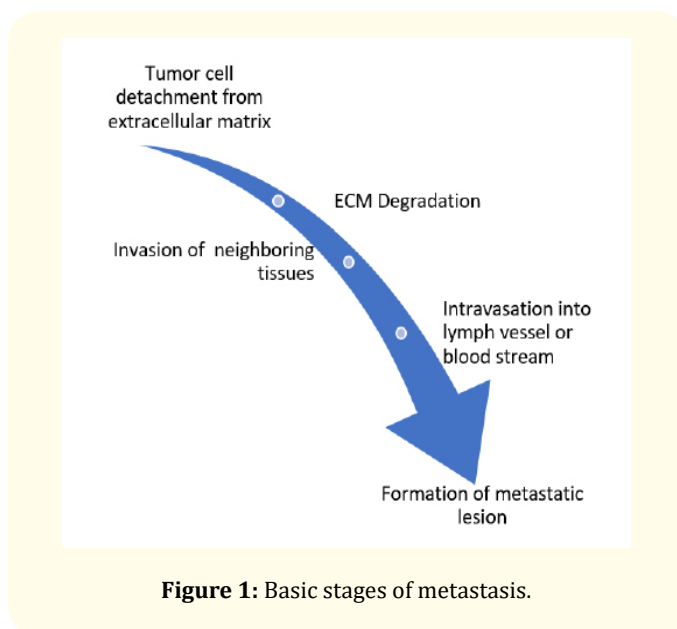 Tumor cell
detachment from
extracellular matrix
ECM Degradation
Invasion of neighboring
tissues
Intravasation into
lymph vessel or
blood stream
Formation of metastatic
lesion
Figure 1: Basic stages of metastasis.